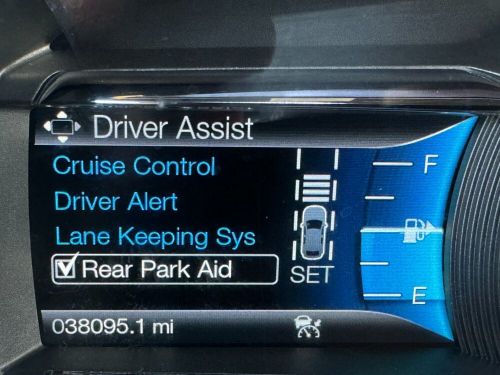 Driver Assist
Cruise Control
Driver Alert
Lane Keeping Sys
Rear Park Aid
SET
F
E
038095.1 mi